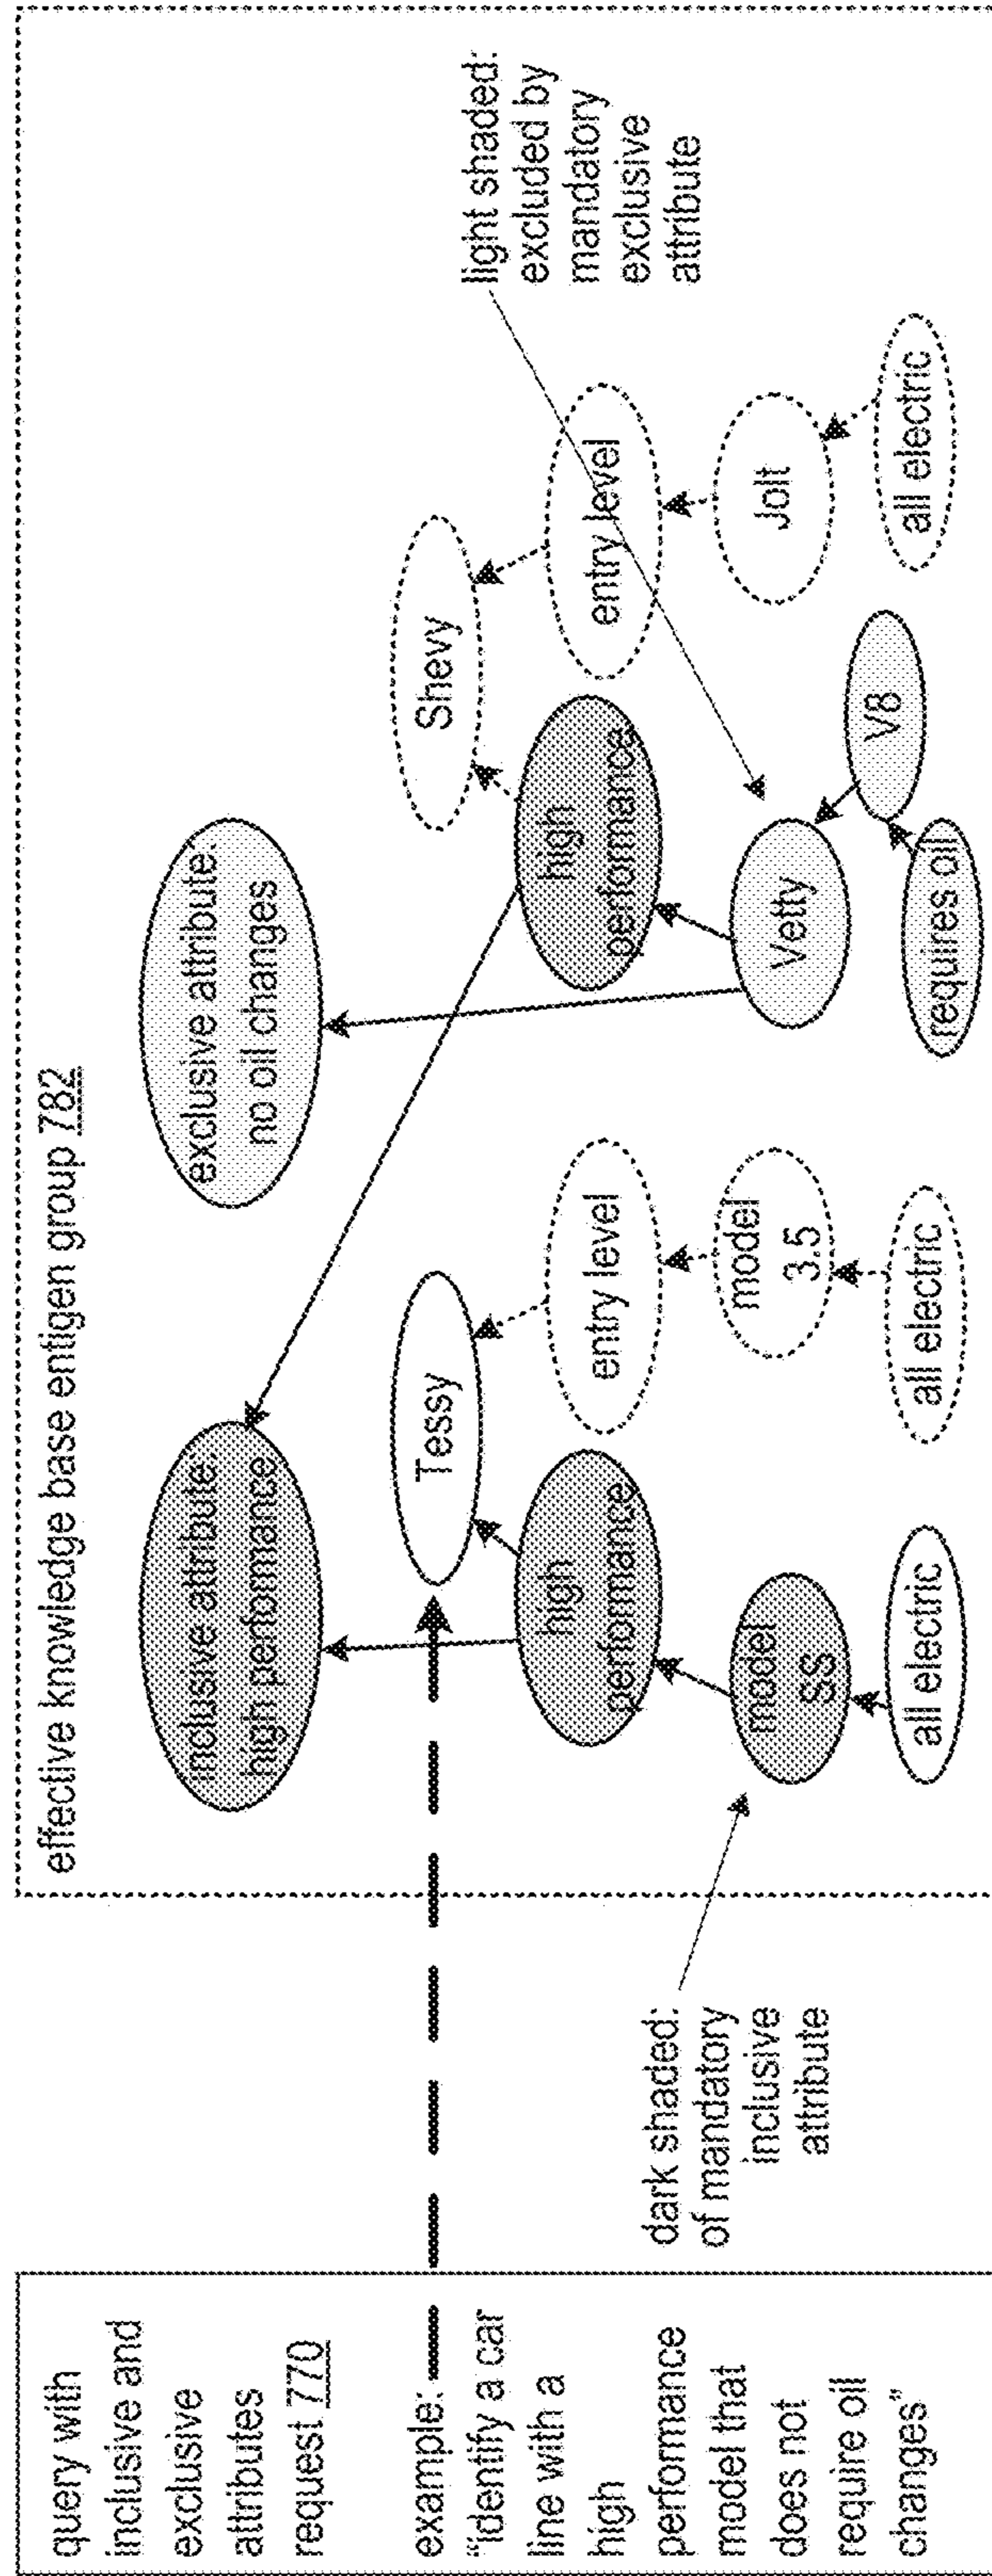 query with
inclusive and
exclusive
attributes
request 770
example:
"identify a car
line with a
high
performance
model that
does not
require oil
changes"
dark shaded:
of mandatory
inclusive
attribute
effective knowledge base entigen group 782
inclusive attribute:
high performance
exclusive attribute:
no oil changes
Tessy
Shevy
high
performance
entry level
high
performance
entry level
model
SS
model
3.5
Vetty
Jolt
all electric
all electric
requires oil
V8
all electric
light shaded:
excluded by
mandatory
exclusive
attribute